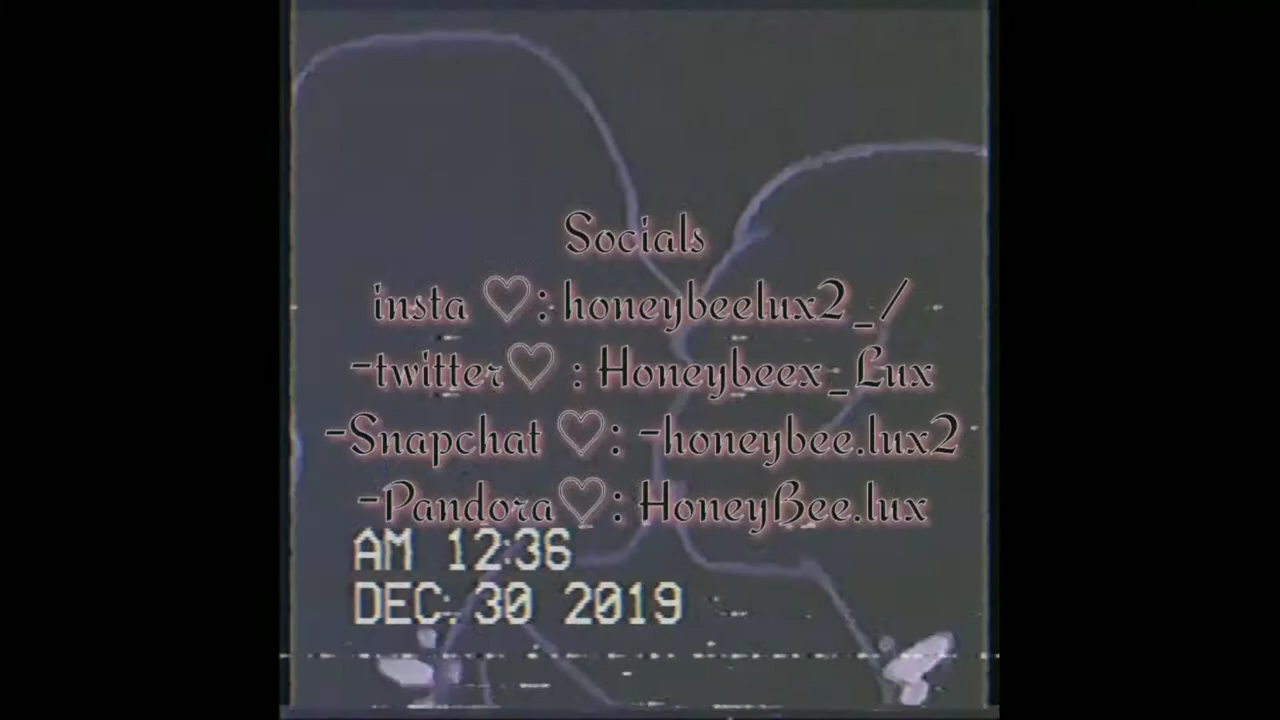 Socials
insta ♡: honeybeelux2_/
-twitter♡ : Honeybeex_Lux
-Snapchat ♡: -honeybee.lux2
-Pandora♡: HoneyBee.lux
AM 12:36
DEC. 30 2019